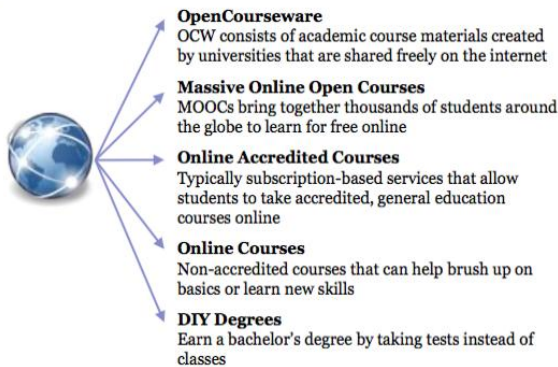 OpenCourseware
OCW consists of academic course materials created
by universities that are shared freely on the internet
Massive Online Open Courses
MOOCs bring together thousands of students around
the globe to learn for free online
Online Accredited Courses
Typically subscription-based services that allow
students to take accredited, general education
courses online
Online Courses
Non-accredited courses that can help brush up on
basics or learn new skills
DIY Degrees
Earn a bachelor's degree by taking tests instead of
classes